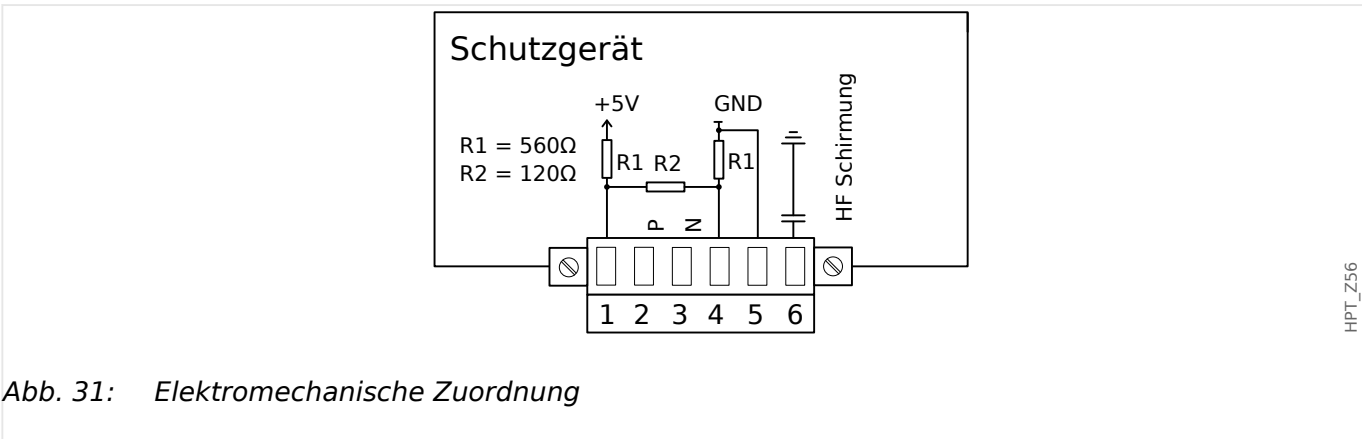 Schutzgerät
+5V
GND
R1 = 560Ω
R2 = 120Ω
R1
R2
R1
HF Schirmung
P
N
1 2 3 4 5 6
HPT_Z56
Abb. 31: Elektromechanische Zuordnung